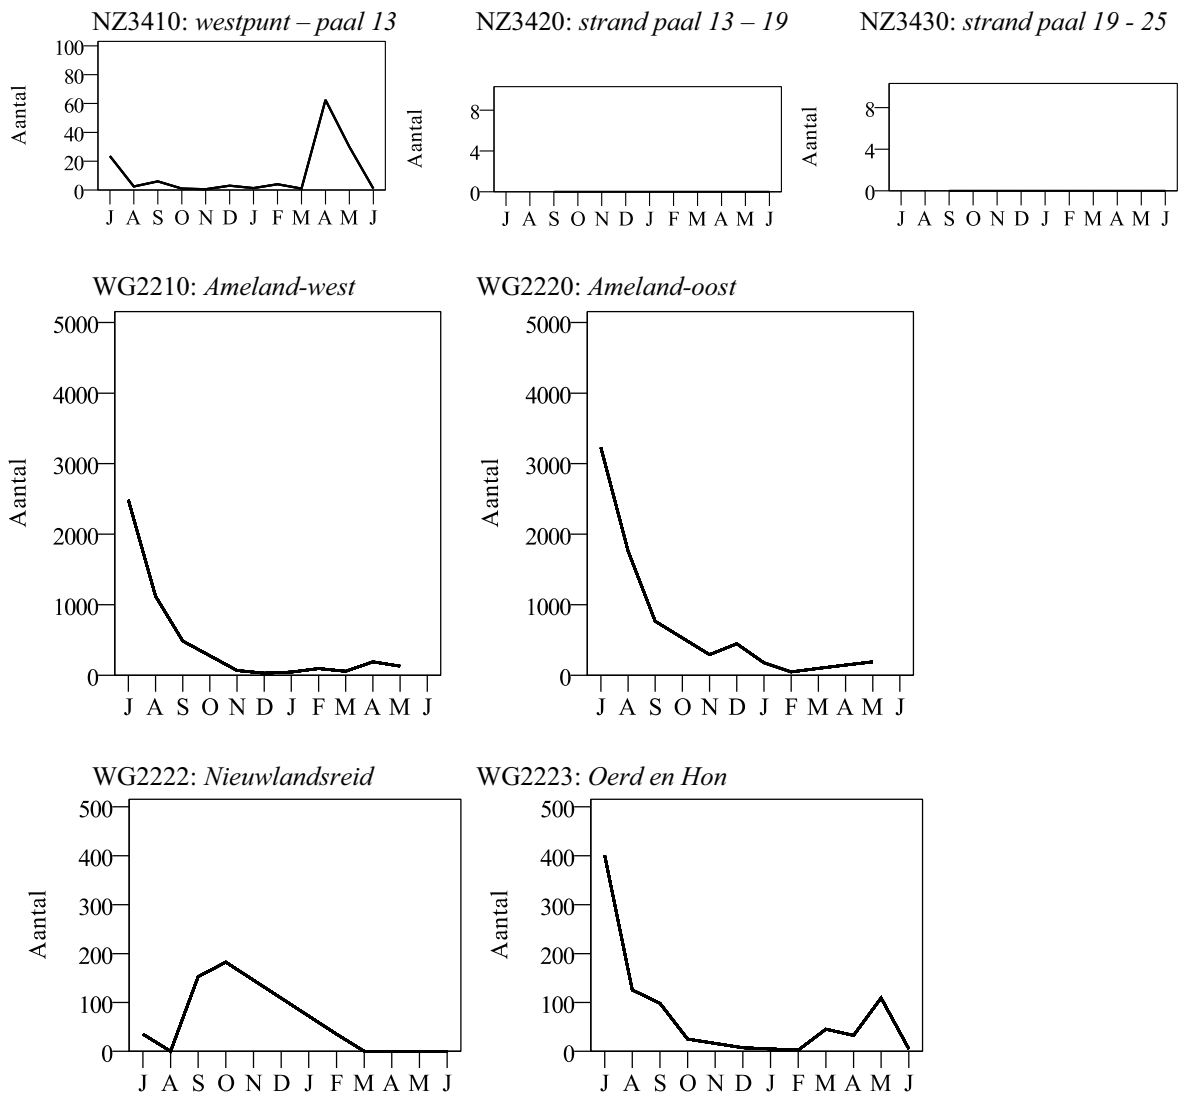 NZ3410: westpunt – paal 13
NZ3420: strand paal 13 – 19
NZ3430: strand paal 19 - 25
Aantal
100
80
60
40
20
0
J A S O N D J F M A M J
Aantal
8
4
0
J A S O N D J F M A M J
Aantal
8
4
0
J A S O N D J F M A M J
WG2210: Ameland-west
WG2220: Ameland-oost
Aantal
5000
4000
3000
2000
1000
0
J A S O N D J F M A M J
Aantal
5000
4000
3000
2000
1000
0
J A S O N D J F M A M J
WG2222: Nieuwlandsreid
WG2223: Oerd en Hon
Aantal
500
400
300
200
100
0
J A S O N D J F M A M J
Aantal
500
400
300
200
100
0
J A S O N D J F M A M J